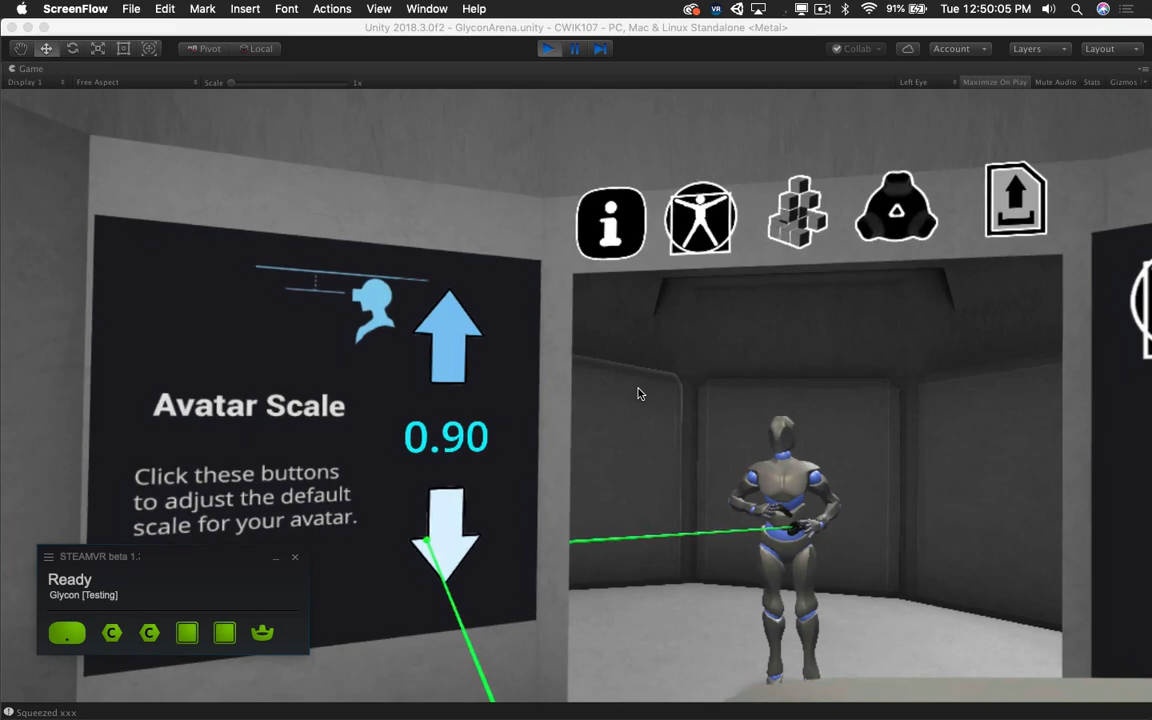 ScreenFlow File Edit Mark Insert Font Actions View Window Help VR 91% Tue 12:50:05 PM
Unity 2018.3.0f2 - GlyconArena.unity - CWIK107 - PC, Mac & Linux Standalone <Metal>
Pivot Local Collab Account Layers Layout
Game
Display 1 Free Aspect Scale 1x Left Eye Maximize On Play Mute Audio Stats Gizmos
i
Avatar Scale
0.90
Click these buttons
to adjust the default
scale for your avatar.
STEAMVR beta 1.
Ready
Glycon [Testing]
C C
Squeezed xxx